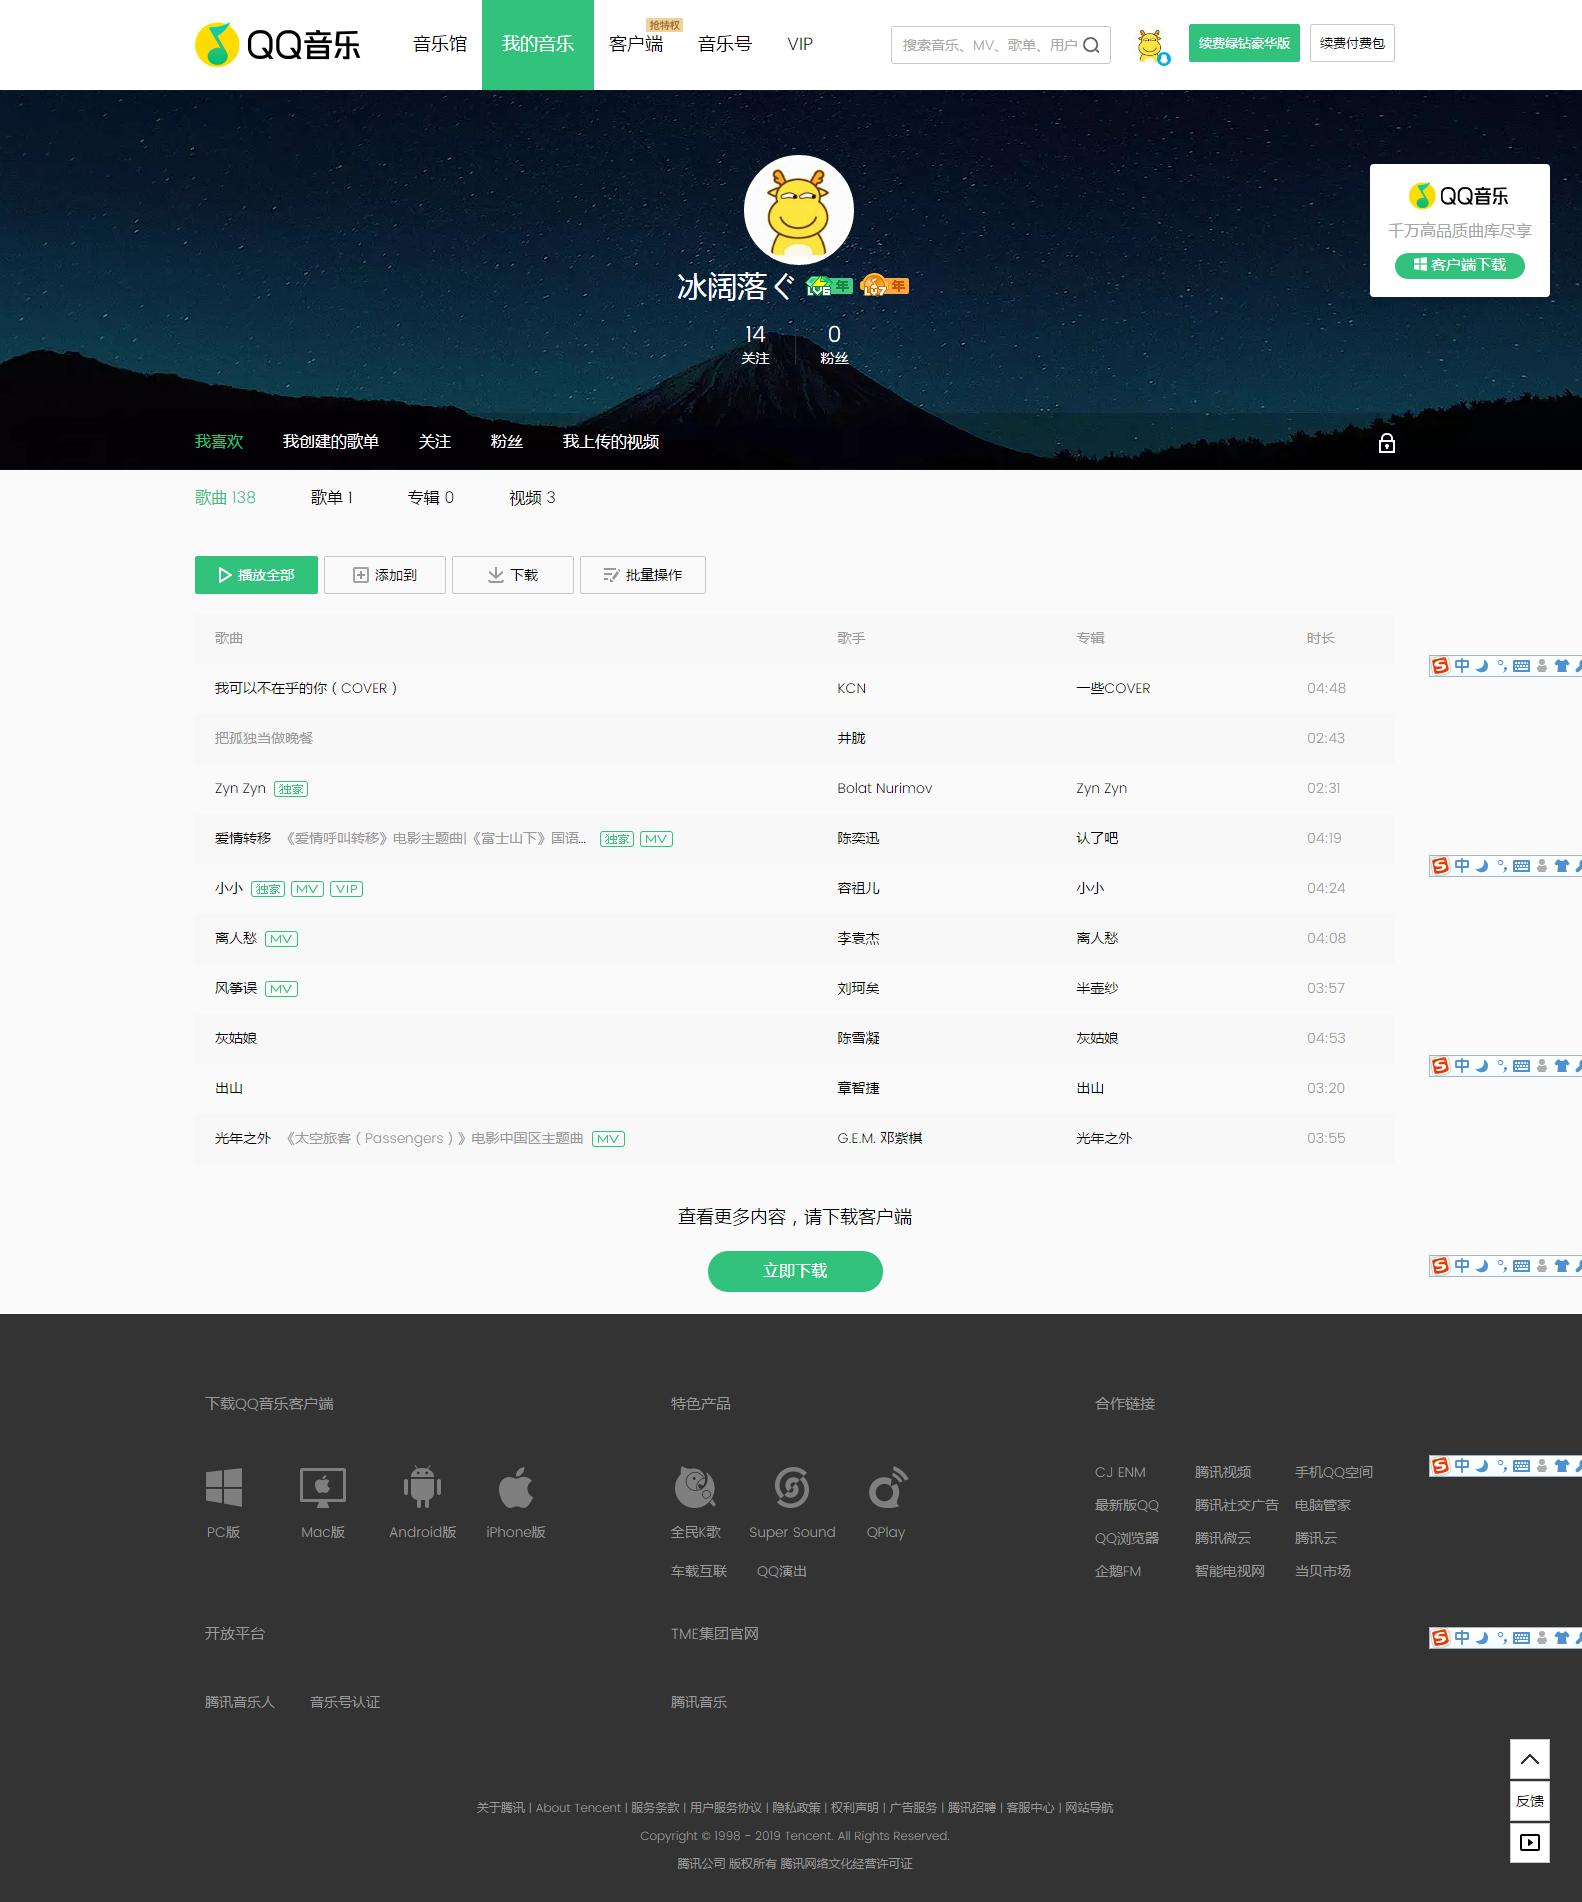 QQ音乐 音乐馆 我的音乐 客户端 抢特权 音乐号 VIP 搜索音乐、MV、歌单、用户 续费绿钻豪华版 续费付费包
QQ音乐
千万高品质曲库尽享
客户端下载
冰阔落ぐ LV6 年 LV7 年
14 0
关注 粉丝
我喜欢 我创建的歌单 关注 粉丝 我上传的视频
歌曲 138 歌单 1 专辑 0 视频 3
播放全部 添加到 下载 批量操作
歌曲 歌手 专辑 时长
我可以不在乎的你（COVER） KCN 一些COVER 04:48
把孤独当做晚餐 井胧 02:43
Zyn Zyn 独家 Bolat Nurimov Zyn Zyn 02:31
爱情转移 《爱情呼叫转移》电影主题曲|《富士山下》国语... 独家 MV 陈奕迅 认了吧 04:19
小小 独家 MV VIP 容祖儿 小小 04:24
离人愁 MV 李袁杰 离人愁 04:08
风筝误 MV 刘珂矣 半壶纱 03:57
灰姑娘 陈雪凝 灰姑娘 04:53
出山 章智捷 出山 03:20
光年之外 《太空旅客（Passengers）》电影中国区主题曲 MV G.E.M. 邓紫棋 光年之外 03:55
中
中
中
中
中
中
查看更多内容，请下载客户端
立即下载
下载QQ音乐客户端 特色产品 合作链接
PC版 Mac版 Android版 iPhone版
全民K歌 Super Sound QPlay
车载互联 QQ演出
CJ ENM 腾讯视频 手机QQ空间
最新版QQ 腾讯社交广告 电脑管家
QQ浏览器 腾讯微云 腾讯云
企鹅FM 智能电视网 当贝市场
开放平台 TME集团官网
腾讯音乐人 音乐号认证 腾讯音乐
反馈
关于腾讯 | About Tencent | 服务条款 | 用户服务协议 | 隐私政策 | 权利声明 | 广告服务 | 腾讯招聘 | 客服中心 | 网站导航
Copyright © 1998 - 2019 Tencent. All Rights Reserved.
腾讯公司 版权所有 腾讯网络文化经营许可证